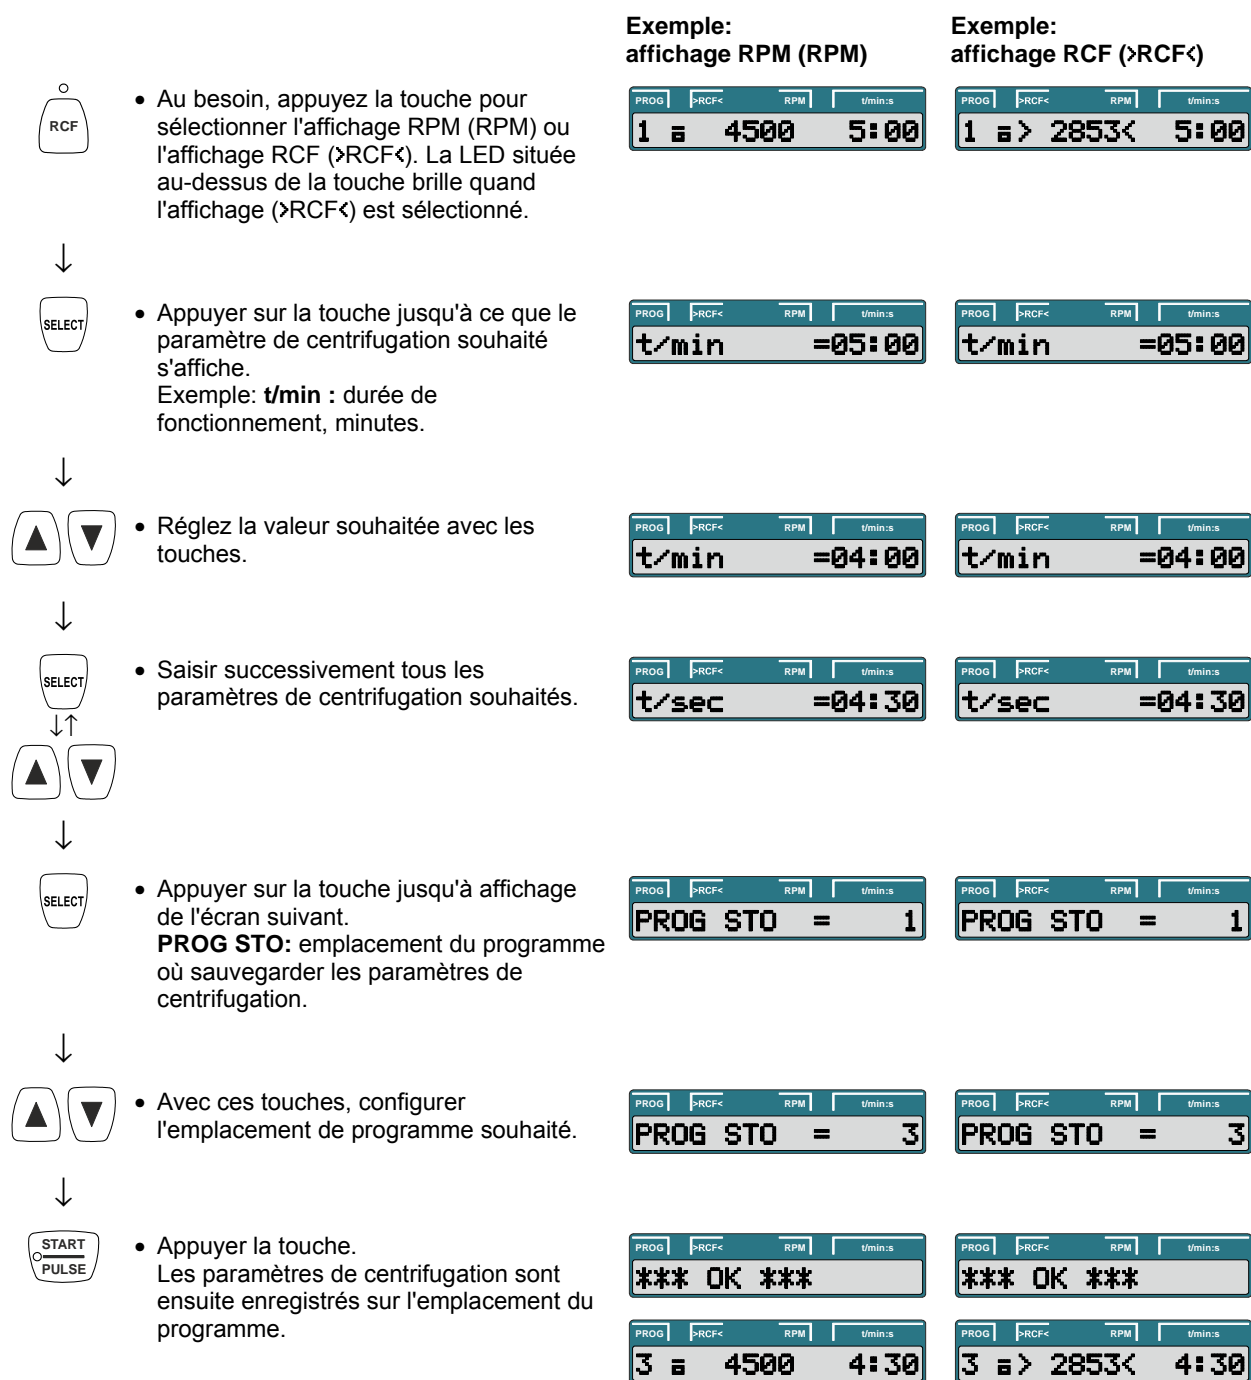 Exemple:
affichage RPM (RPM)
Exemple:
affichage RCF (>RCF<)
RCF
• Au besoin, appuyez la touche pour
sélectionner l'affichage RPM (RPM) ou
l'affichage RCF (>RCF<). La LED située
au-dessus de la touche brille quand
l'affichage (>RCF<) est sélectionné.
PROG >RCF< RPM t/min:s
1 4500 5:00
PROG >RCF< RPM t/min:s
1 > 2853< 5:00
↓
SELECT
• Appuyer sur la touche jusqu'à ce que le
paramètre de centrifugation souhaité
s'affiche.
Exemple: t/min : durée de
fonctionnement, minutes.
PROG >RCF< RPM t/min:s
t/min =05:00
PROG >RCF< RPM t/min:s
t/min =05:00
↓
▲ ▼
• Réglez la valeur souhaitée avec les
touches.
PROG >RCF< RPM t/min:s
t/min =04:00
PROG >RCF< RPM t/min:s
t/min =04:00
↓
SELECT
↓↑
▲ ▼
• Saisir successivement tous les
paramètres de centrifugation souhaités.
PROG >RCF< RPM t/min:s
t/sec =04:30
PROG >RCF< RPM t/min:s
t/sec =04:30
↓
SELECT
• Appuyer sur la touche jusqu'à affichage
de l'écran suivant.
PROG STO: emplacement du programme
où sauvegarder les paramètres de
centrifugation.
PROG >RCF< RPM t/min:s
PROG STO = 1
PROG >RCF< RPM t/min:s
PROG STO = 1
↓
▲ ▼
• Avec ces touches, configurer
l'emplacement de programme souhaité.
PROG >RCF< RPM t/min:s
PROG STO = 3
PROG >RCF< RPM t/min:s
PROG STO = 3
↓
START
PULSE
• Appuyer la touche.
Les paramètres de centrifugation sont
ensuite enregistrés sur l'emplacement du
programme.
PROG >RCF< RPM t/min:s
*** OK ***
PROG >RCF< RPM t/min:s
*** OK ***
PROG >RCF< RPM t/min:s
3 4500 4:30
PROG >RCF< RPM t/min:s
3 > 2853< 4:30